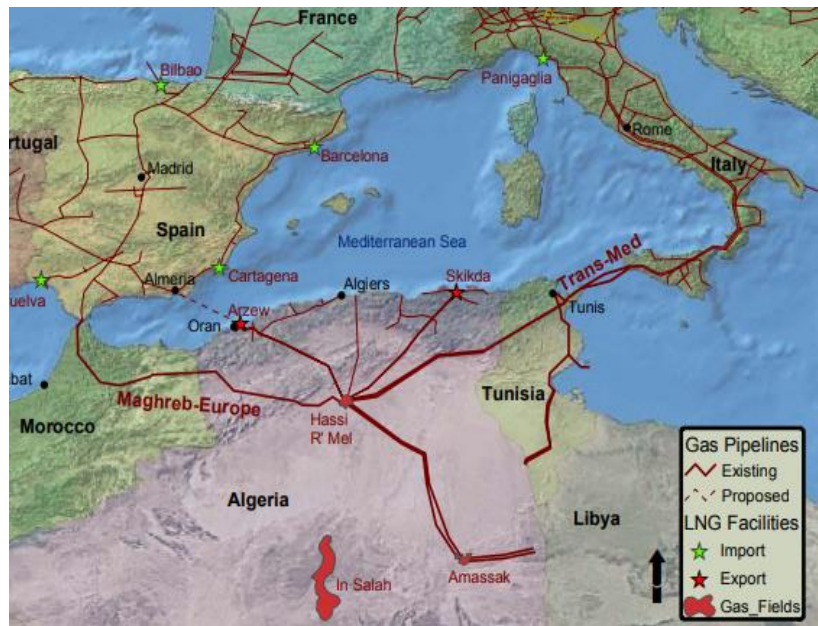 France
Bilbao
Panigaglia
rtugal
Barcelona
Rome
Madrid
Italy
Spain
Mediterranean Sea
Trans-Med
Almeria
Cartagena
Algiers
Skikda
uelva
Arzew
Oran
Tunis
bat
Maghreb-Europe
Tunisia
Morocco
Hassi
R' Mel
Algeria
Libya
In Salah
Amassak
Gas Pipelines
Existing
Proposed
LNG Facilities
Import
Export
Gas_Fields